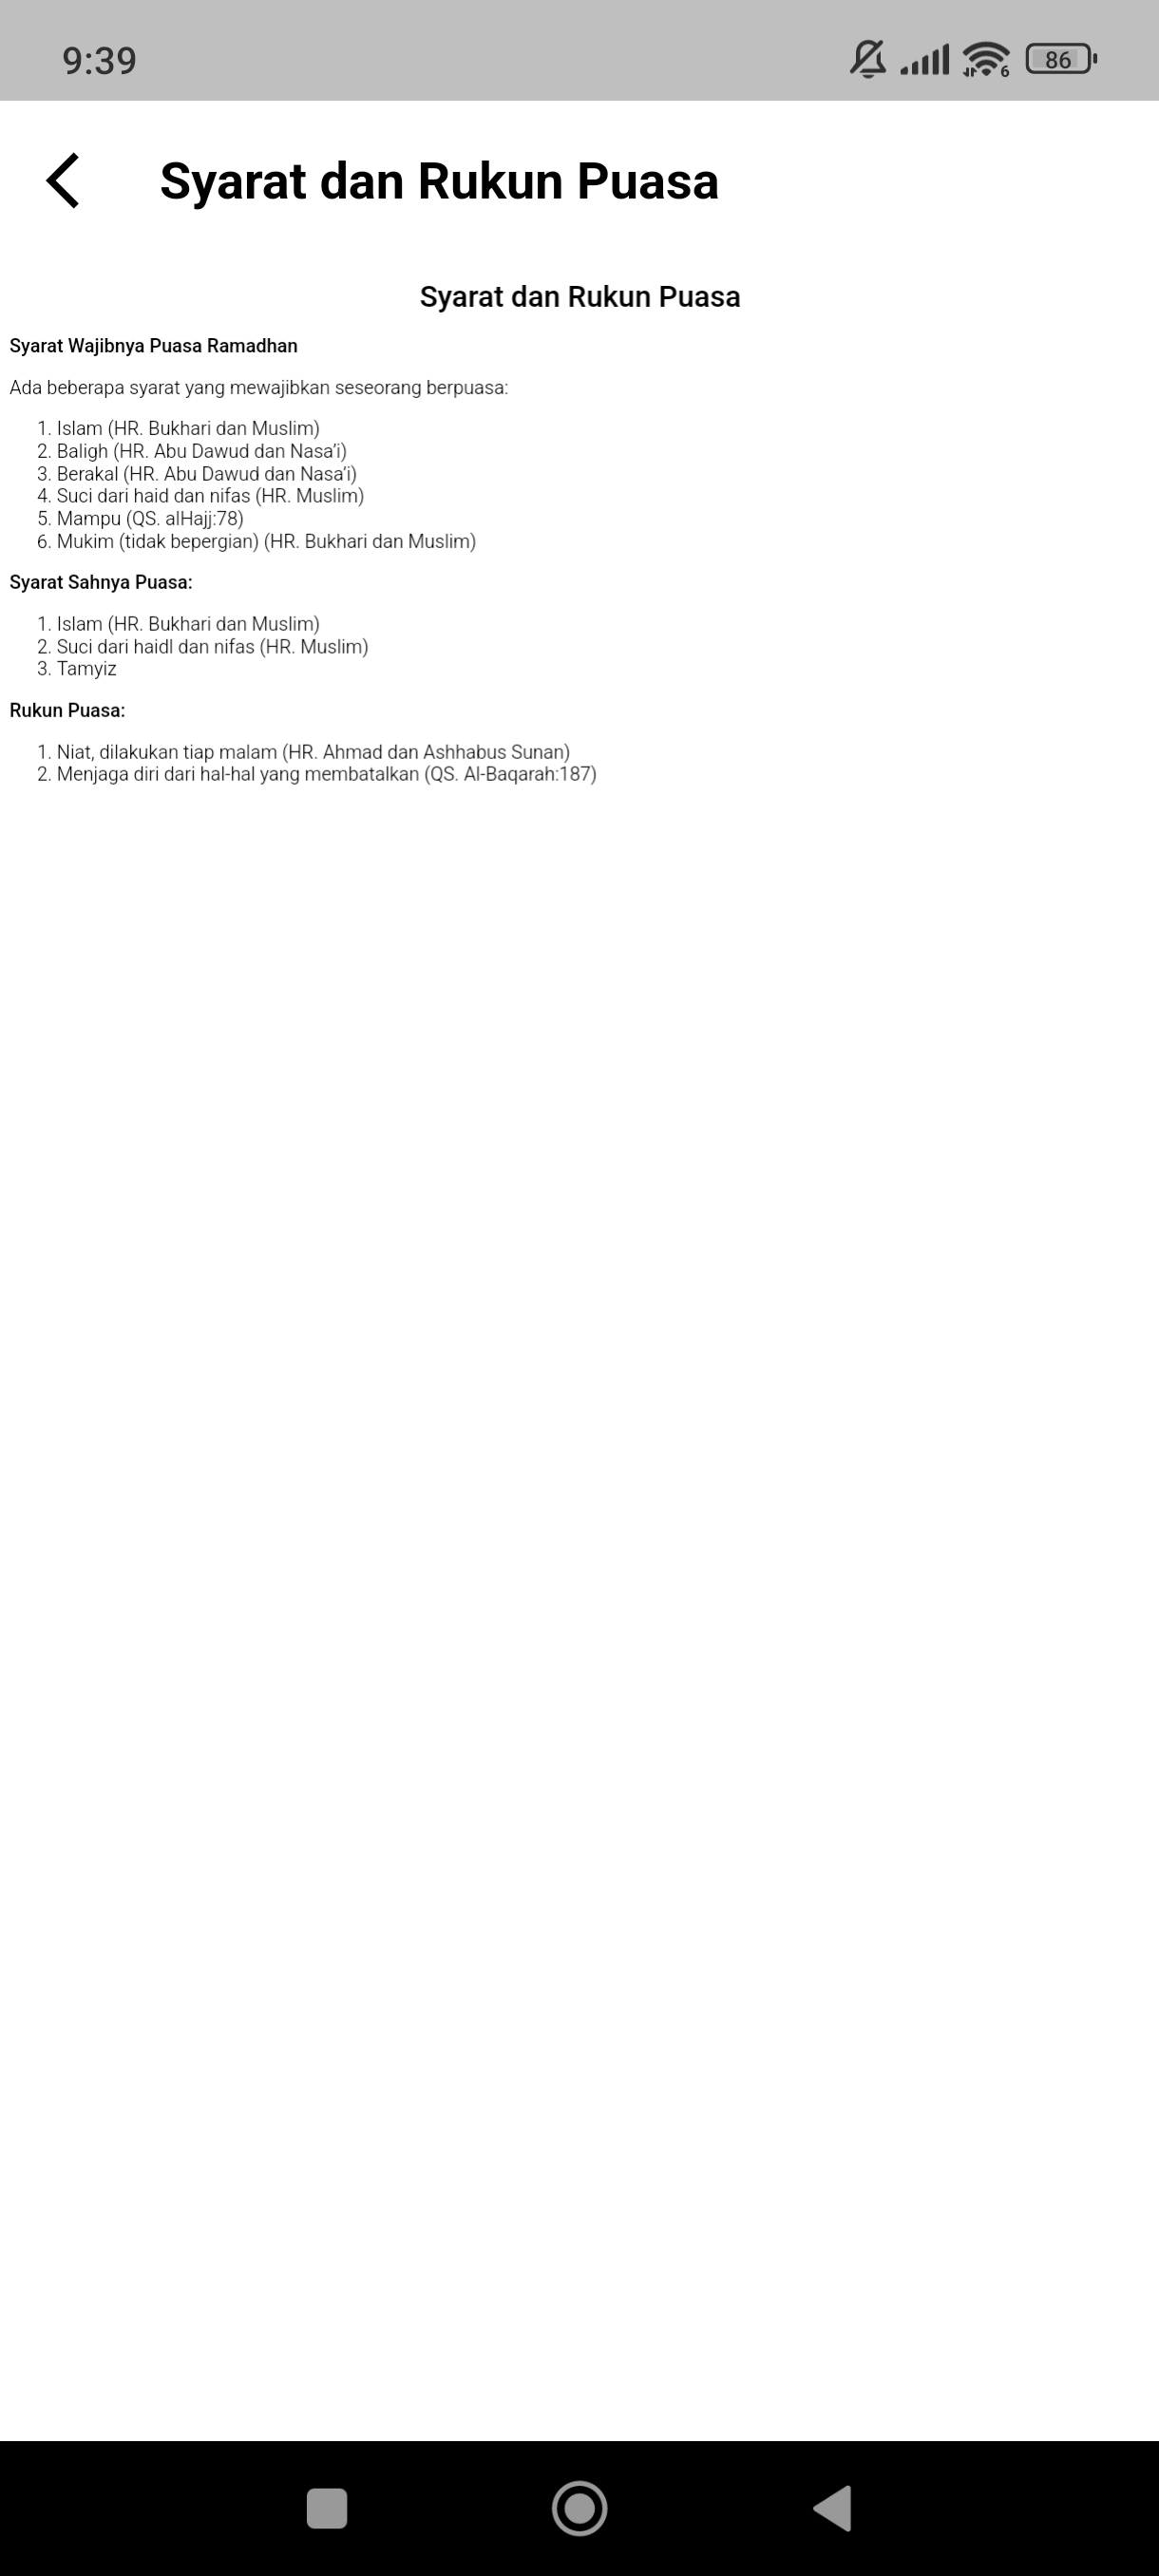 9:39
6
86
Syarat dan Rukun Puasa
Syarat dan Rukun Puasa
Syarat Wajibnya Puasa Ramadhan
Ada beberapa syarat yang mewajibkan seseorang berpuasa:
1. Islam (HR. Bukhari dan Muslim)
2. Baligh (HR. Abu Dawud dan Nasa’i)
3. Berakal (HR. Abu Dawud dan Nasa’i)
4. Suci dari haid dan nifas (HR. Muslim)
5. Mampu (QS. alHajj:78)
6. Mukim (tidak bepergian) (HR. Bukhari dan Muslim)
Syarat Sahnya Puasa:
1. Islam (HR. Bukhari dan Muslim)
2. Suci dari haidl dan nifas (HR. Muslim)
3. Tamyiz
Rukun Puasa:
1. Niat, dilakukan tiap malam (HR. Ahmad dan Ashhabus Sunan)
2. Menjaga diri dari hal-hal yang membatalkan (QS. Al-Baqarah:187)